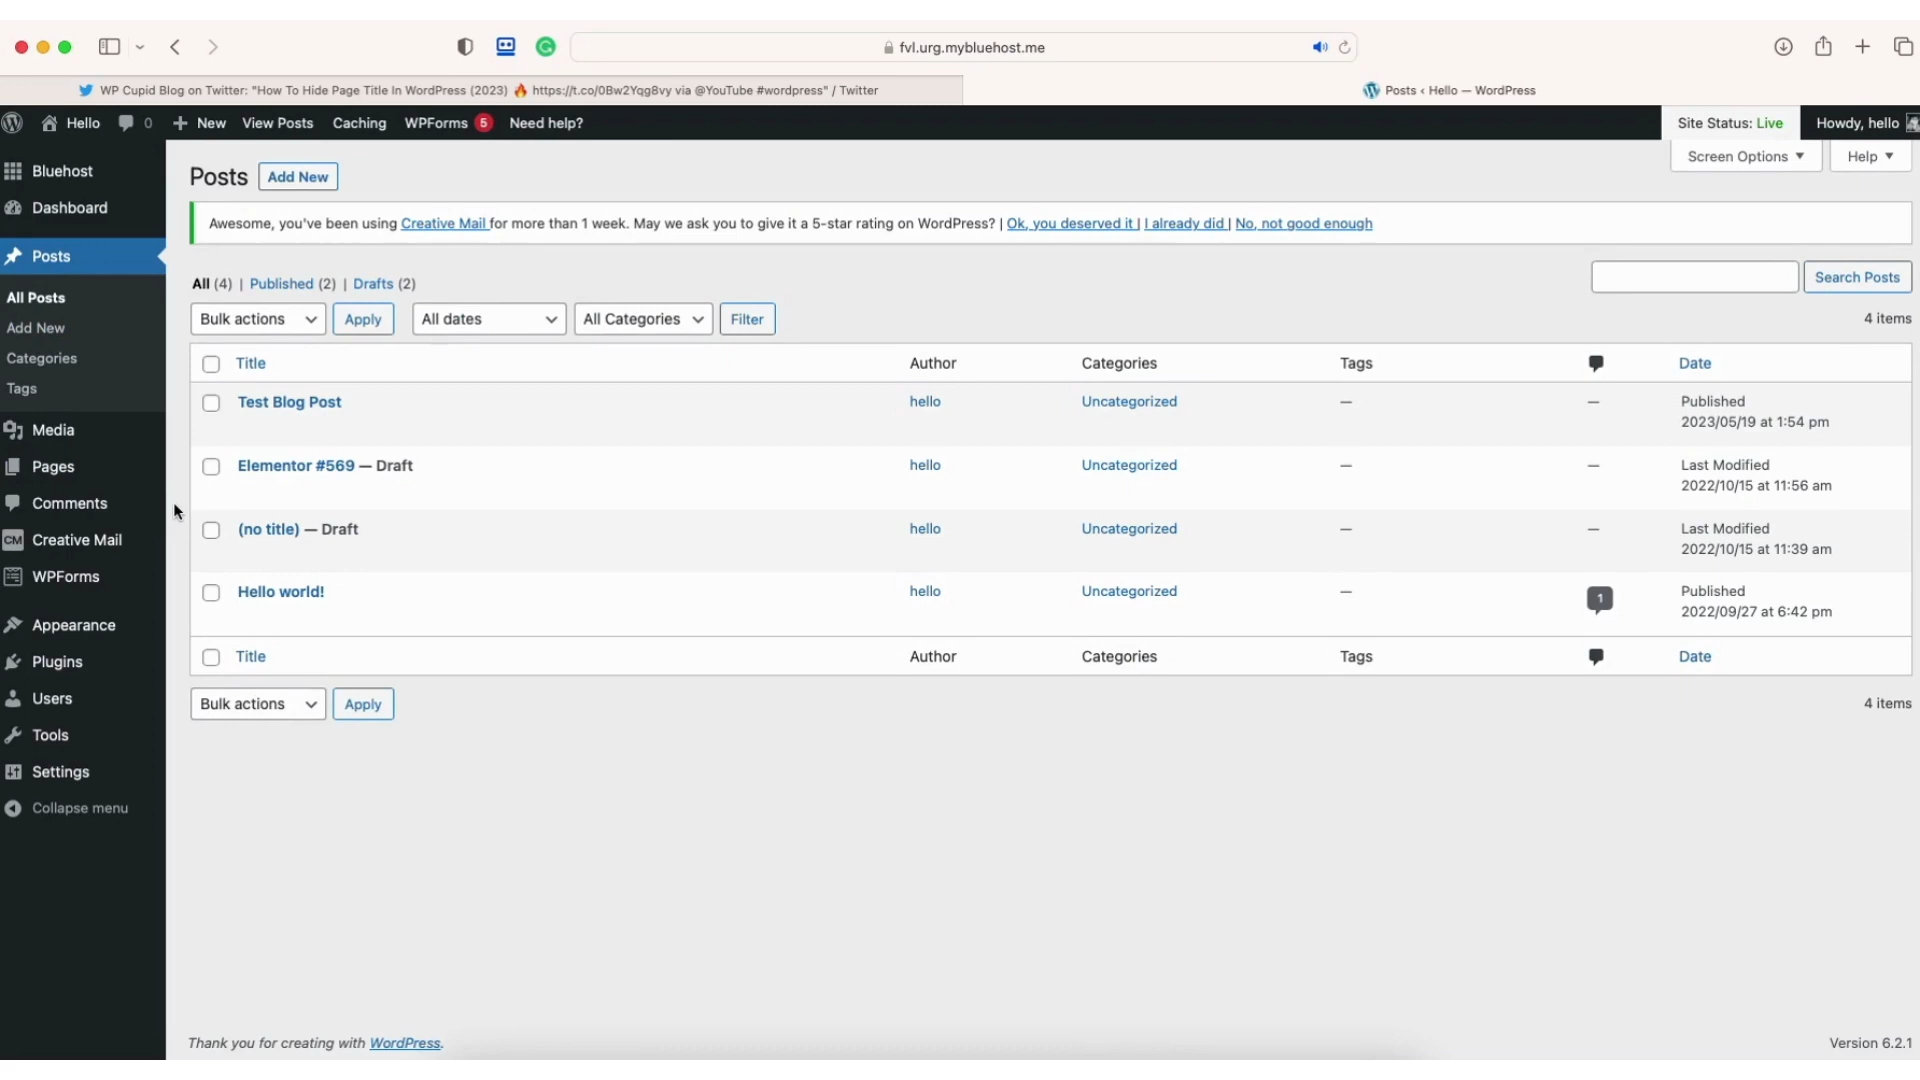 fvl.urg.mybluehost.me
WP Cupid Blog on Twitter: "How To Hide Page Title In WordPress (2023) 🔥 https://t.co/0Bw2Yqg8vy via @YouTube #wordpress" / Twitter
Posts ‹ Hello — WordPress
Hello 0 New View Posts Caching WPForms 5 Need help? Site Status: Live Howdy, hello
Screen Options ▼ Help ▼
Bluehost
Dashboard
Posts
All Posts
Add New
Categories
Tags
Media
Pages
Comments
CM Creative Mail
WPForms
Appearance
Plugins
Users
Tools
Settings
Collapse menu
Posts Add New
Awesome, you've been using Creative Mail for more than 1 week. May we ask you to give it a 5-star rating on WordPress? | Ok, you deserved it | I already did | No, not good enough
All (4) | Published (2) | Drafts (2)
Search Posts
Bulk actions Apply All dates All Categories Filter 4 items
Title Author Categories Tags Date
Test Blog Post hello Uncategorized — — Published
2023/05/19 at 1:54 pm
Elementor #569 — Draft hello Uncategorized — — Last Modified
2022/10/15 at 11:56 am
(no title) — Draft hello Uncategorized — — Last Modified
2022/10/15 at 11:39 am
Hello world! hello Uncategorized — 1 Published
2022/09/27 at 6:42 pm
Title Author Categories Tags Date
Bulk actions Apply 4 items
Thank you for creating with WordPress. Version 6.2.1